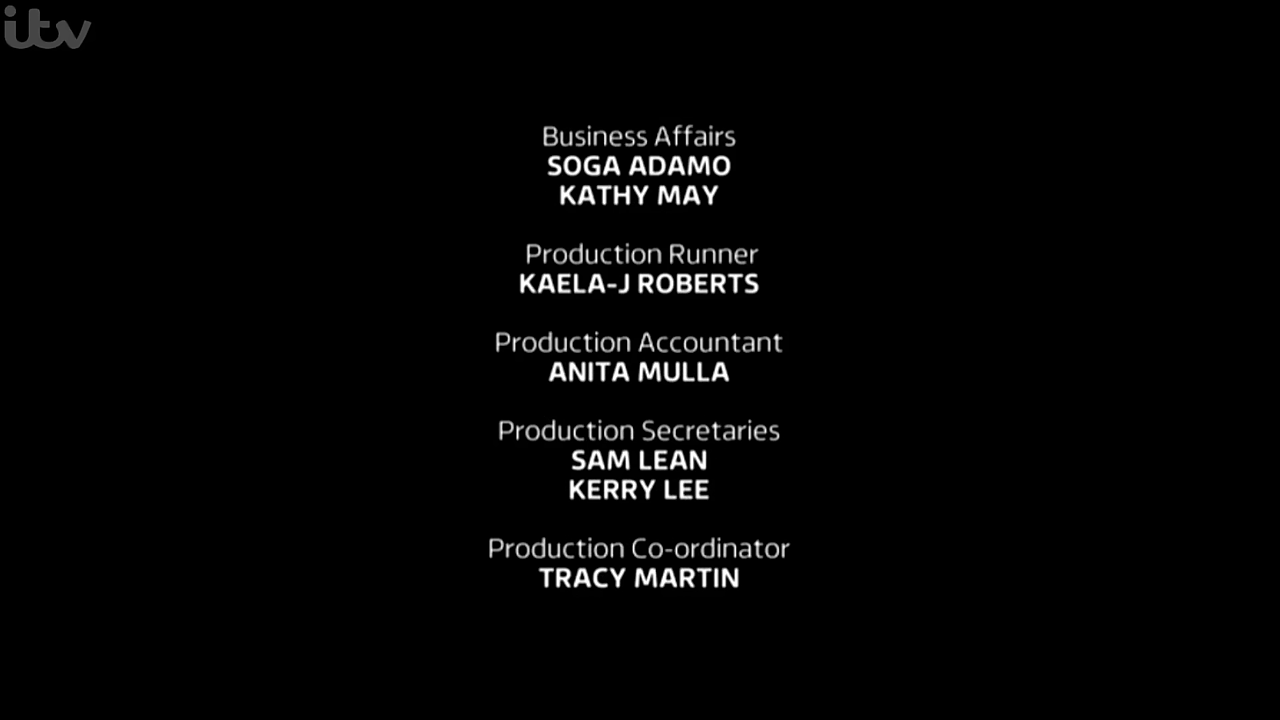 itv
Business Affairs
SOGA ADAMO
KATHY MAY
Production Runner
KAELA-J ROBERTS
Production Accountant
ANITA MULLA
Production Secretaries
SAM LEAN
KERRY LEE
Production Co-ordinator
TRACY MARTIN